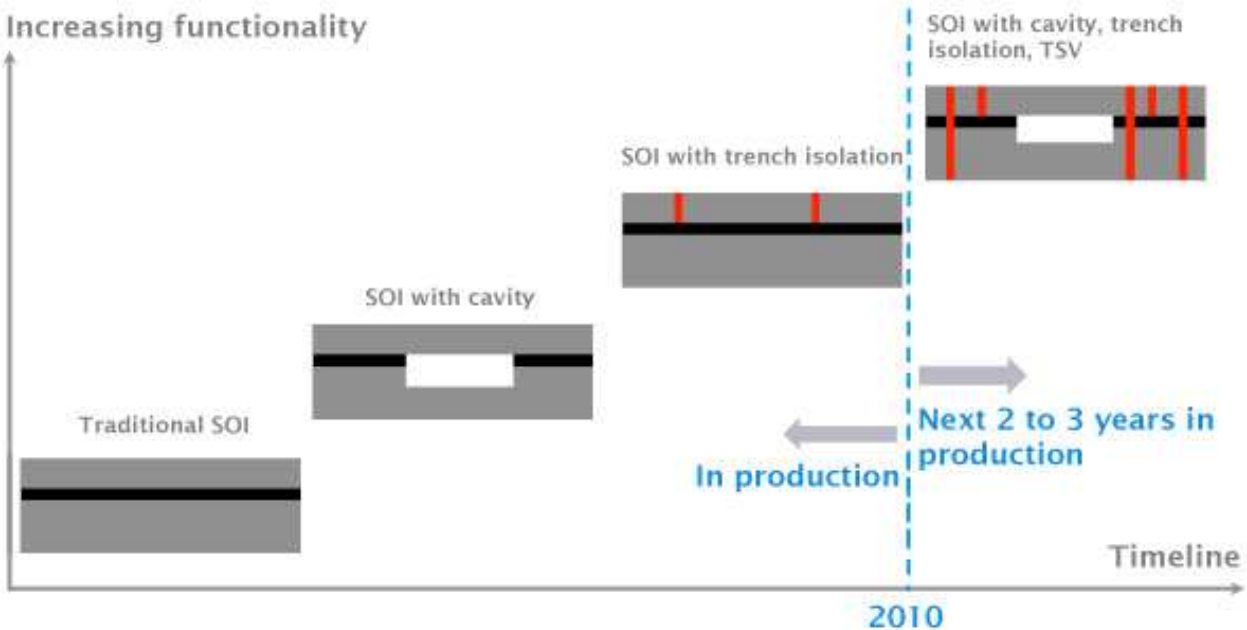 Increasing functionality
SOI with cavity, trench
isolation, TSV
SOI with trench isolation
SOI with cavity
Traditional SOI
Next 2 to 3 years in
production
In production
Timeline
2010